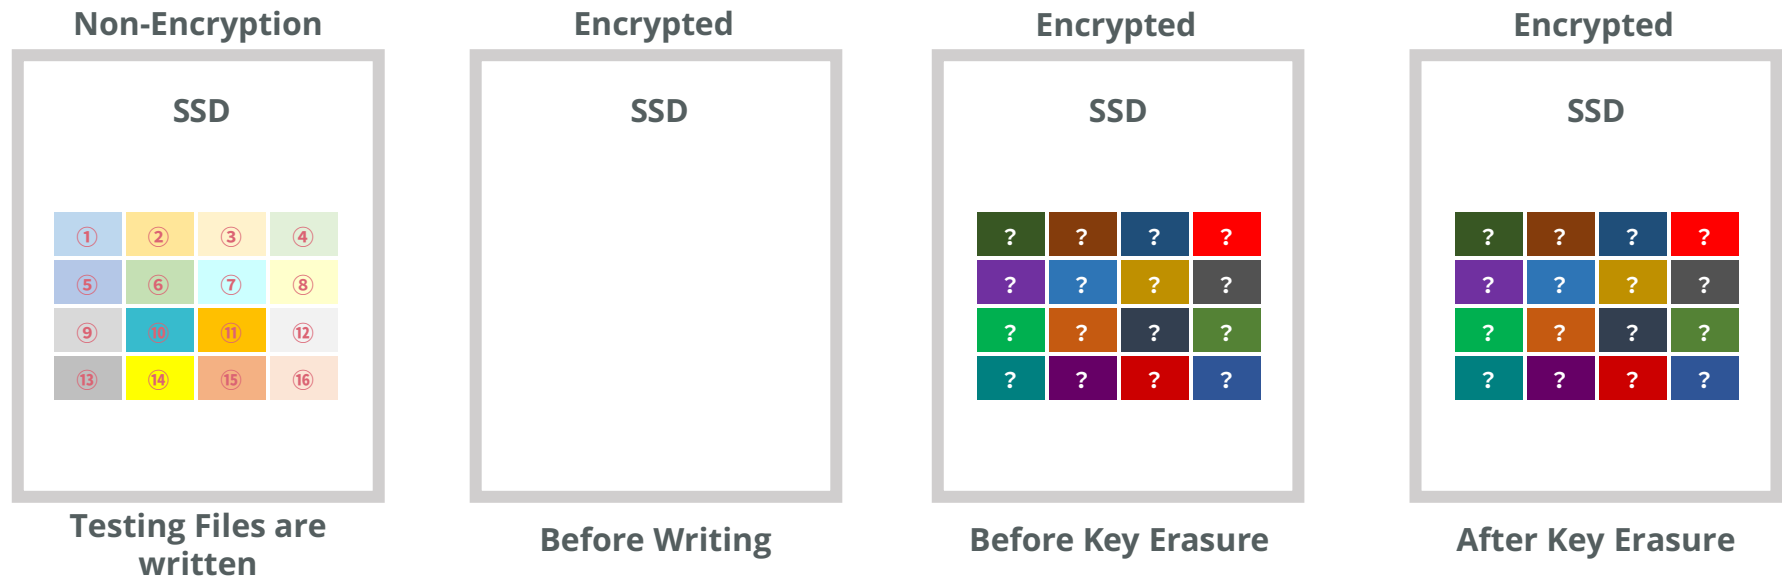 Non-Encryption
SSD
① ② ③ ④
⑤ ⑥ ⑦ ⑧
⑨ ⑩ ⑪ ⑫
⑬ ⑭ ⑮ ⑯
Testing Files are
written
Encrypted
SSD
Before Writing
Encrypted
SSD
? ? ? ?
? ? ? ?
? ? ? ?
? ? ? ?
Before Key Erasure
Encrypted
SSD
? ? ? ?
? ? ? ?
? ? ? ?
? ? ? ?
After Key Erasure